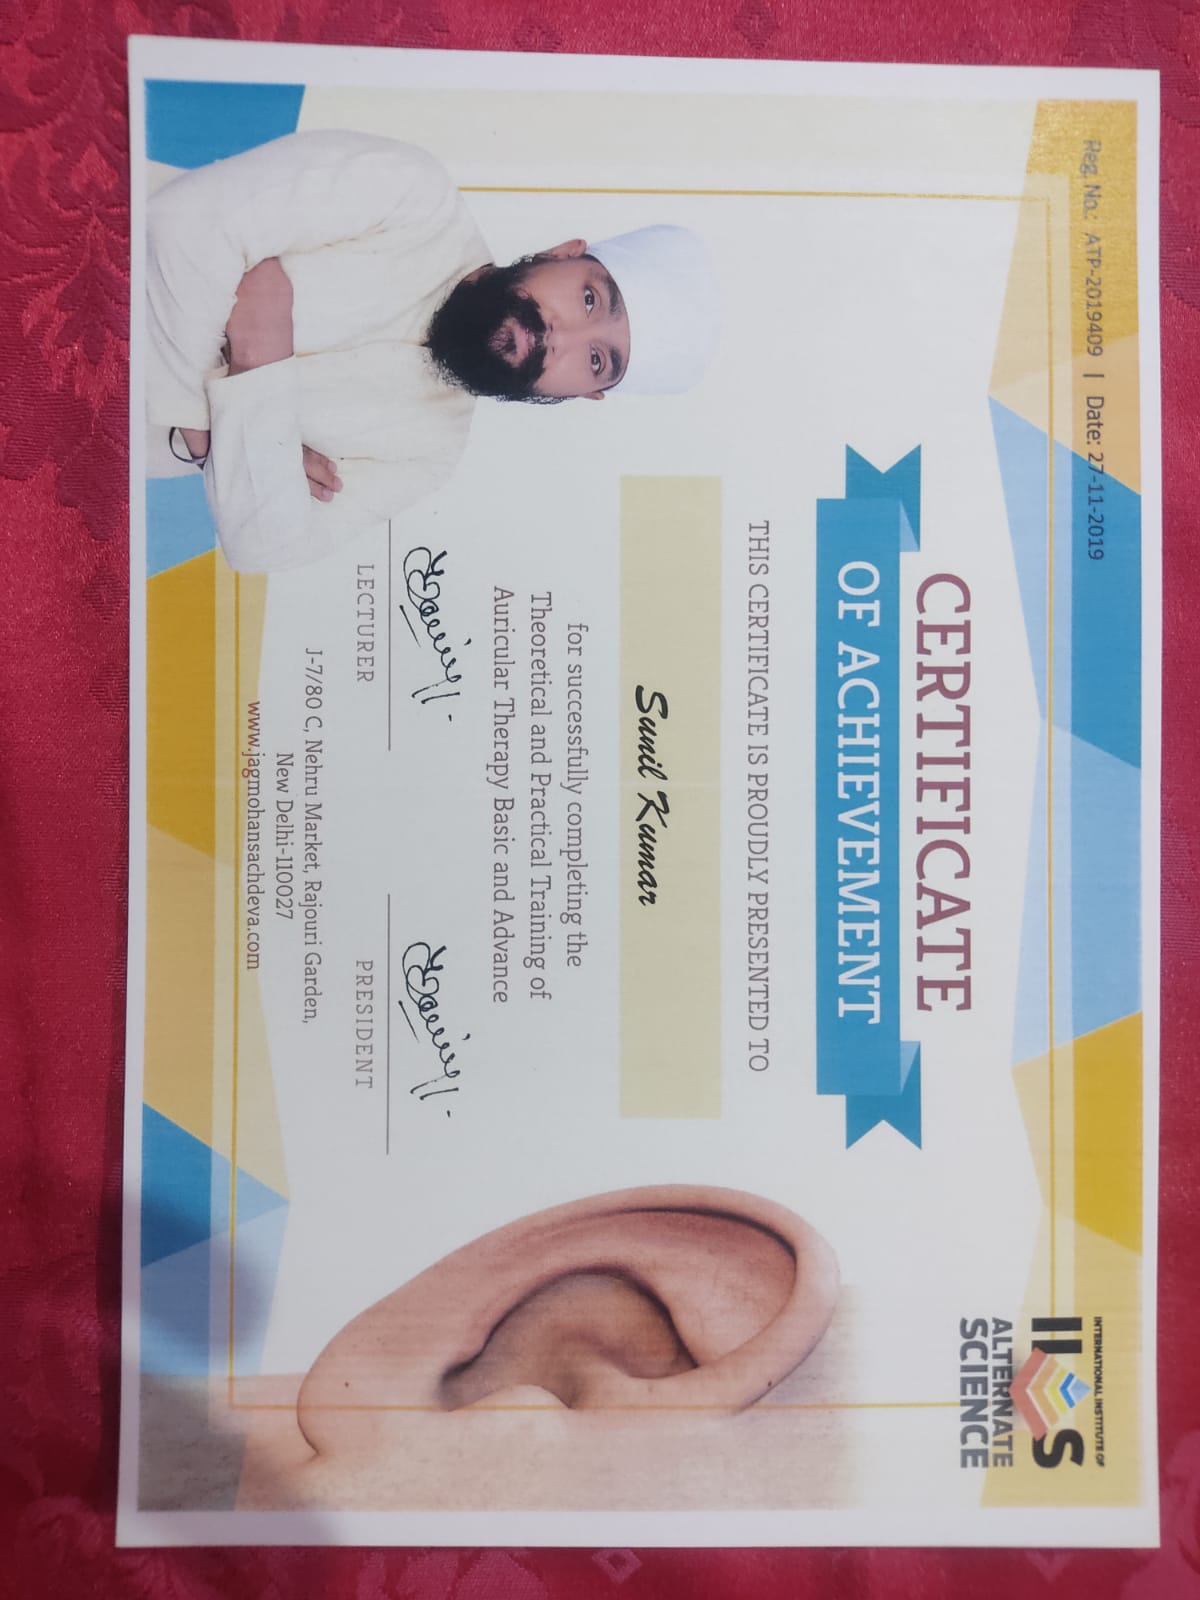 Reg. No.: ATP-2019409 | Date: 27-11-2019
INTERNATIONAL INSTITUTE OF
IIAS
ALTERNATE
SCIENCE
CERTIFICATE
OF ACHIEVEMENT
THIS CERTIFICATE IS PROUDLY PRESENTED TO
Sunil Kumar
for successfully completing the
Theoretical and Practical Training of
Auricular Therapy Basic and Advance
LECTURER
PRESIDENT
J-7/80 C, Nehru Market, Rajouri Garden,
New Delhi-110027
www.jagmohansachdeva.com